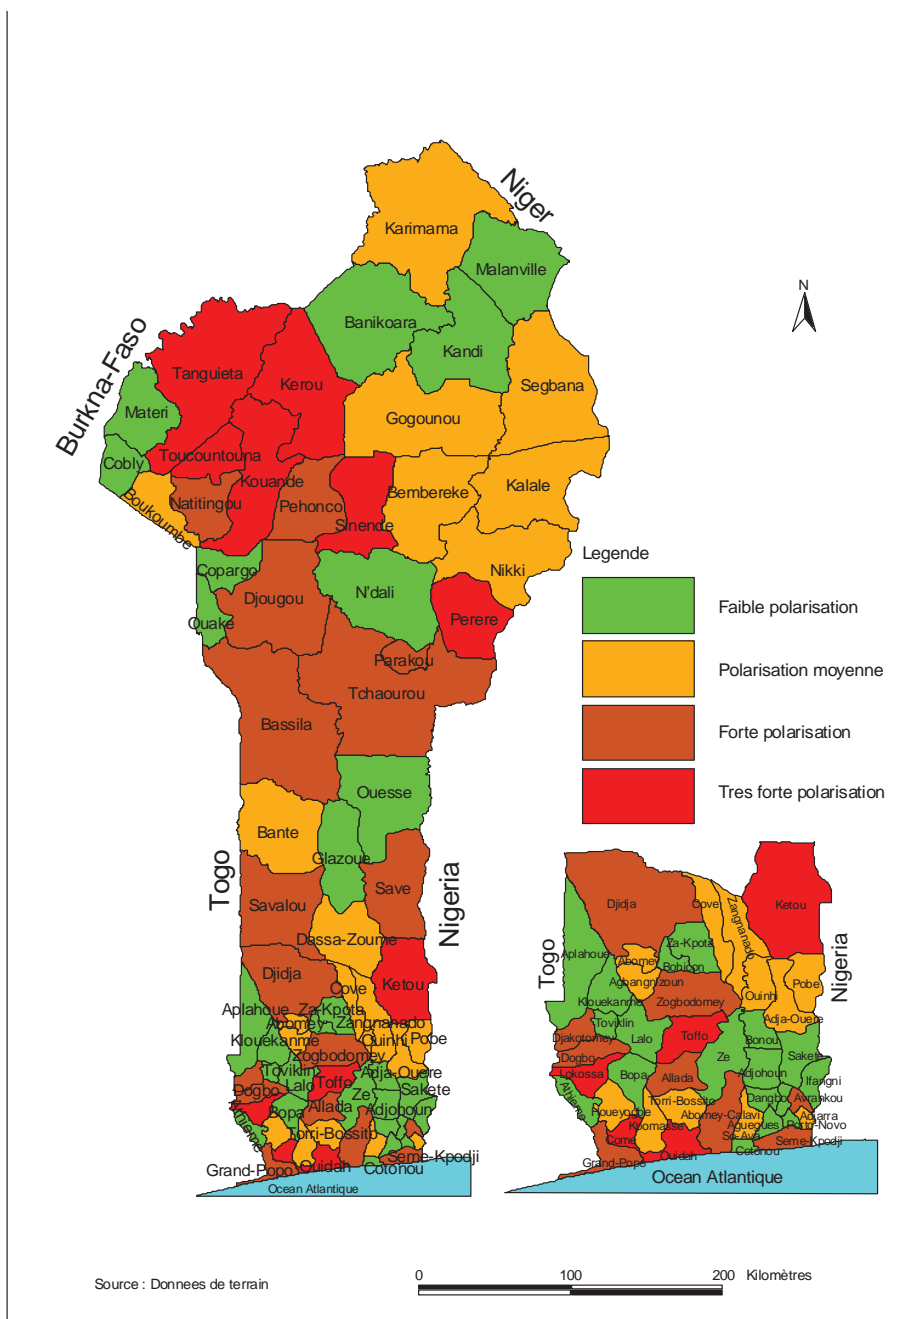 Niger
Karimama
Malanville
N
Banikoara
Kandi
Burkna-Faso
Tanguieta
Kerou
Segbana
Materi
Gogounou
Toucountouna
Cobly
Kouande
Kalale
Bembereke
Boukoumbe
Natitingou
Pehonco
Sinende
Legende
Nikki
Copargo
N'dali
Djougou
Faible polarisation
Ouake
Perere
Parakou
Polarisation moyenne
Tchaourou
Bassila
Forte polarisation
Ouesse
Tres forte polarisation
Bante
Glazoue
Togo
Save
Nigeria
Savalou
Dassa-Zoume
Djidja
Ketou
Cove
Aplahoue
Za-Kpota
Abomey
Zangnanado
Klouekanme
Ouinhi
Pobe
Zogbodomey
Toviklin
Adja-Ouere
Dogbo
Lalo
Toffo
Ze
Sakete
Athieme
Bopa
Allada
Adjohoun
Torri-Bossito
Seme-Kpodji
Grand-Popo
Ouidah
Cotonou
Ocean Atlantique
Djidja
Cove
Zangnanado
Ketou
Togo
Aplahoue
Za-Kpota
Abomey
Bohicon
Nigeria
Agbangnizoun
Klouekanme
Zogbodomey
Ouinhi
Pobe
Adja-Ouere
Toviklin
Djakotomey
Lalo
Toffo
Bonou
Dogbo
Ze
Sakete
Lokossa
Bopa
Allada
Adjohoun
Ifangni
Athieme
Torri-Bossito
Dangbo
Avrankou
Houeyogbe
Abomey-Calavi
Adjarra
Koomasse
Aguegues
Porto-Novo
Come
So-Ava
Seme-Kpodji
Grand-Popo
Ouidah
Cotonou
Ocean Atlantique
Source : Donnees de terrain
0 100 200 Kilomètres